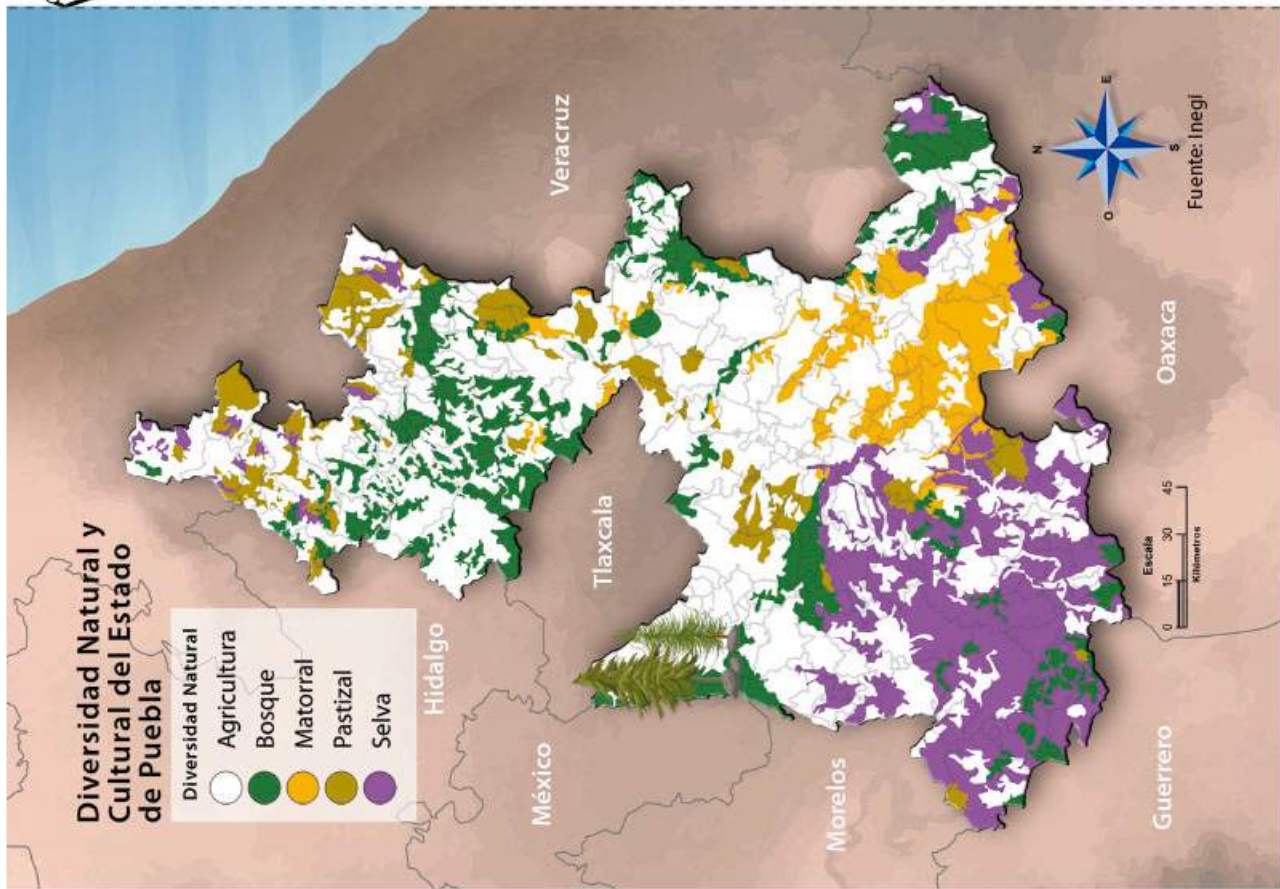 Diversidad Natural y
Cultural del Estado
de Puebla
Diversidad Natural
Agricultura
Bosque
Matorral
Pastizal
Selva
Hidalgo
Veracruz
México
Tlaxcala
Morelos
Guerrero
Oaxaca
Escala
0 15 30 45
Kilómetros
N
O
E
S
Fuente: Inegi